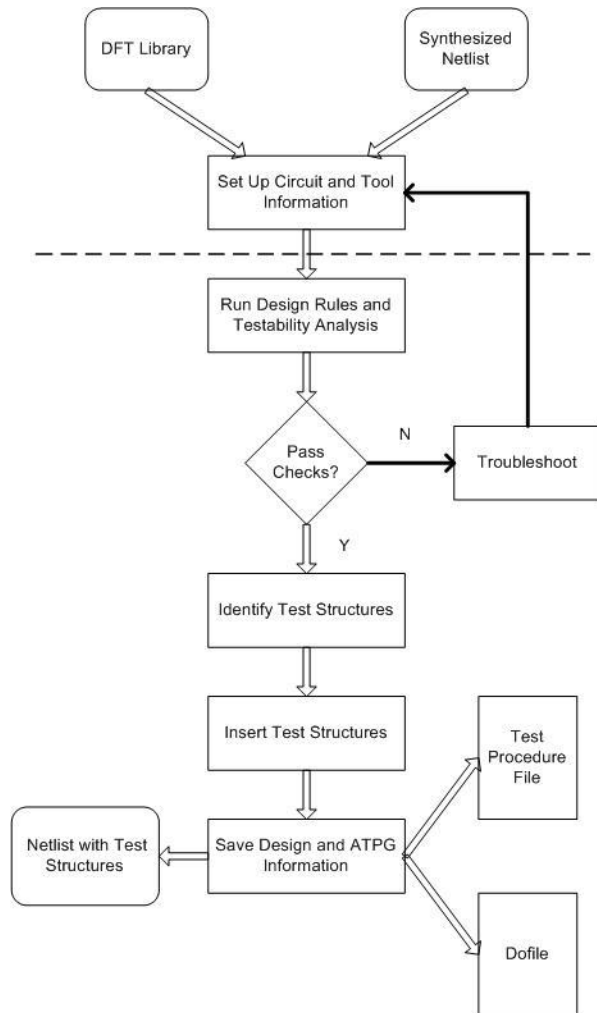 DFT Library
Synthesized
Netlist
Set Up Circuit and Tool
Information
Run Design Rules and
Testability Analysis
Pass
Checks?
N
Troubleshoot
Y
Identify Test Structures
Insert Test Structures
Test
Procedure
File
Netlist with Test
Structures
Save Design and ATPG
Information
Dofile